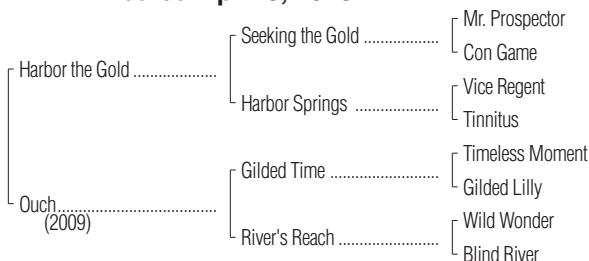 Mr. Prospector
Seeking the Gold ..................
Con Game
Harbor the Gold ....................
Vice Regent
Harbor Springs ....................
Tinnitus
Timeless Moment
Gilded Time ..........................
Gilded Lilly
Ouch......................................
(2009)
Wild Wonder
River's Reach ........................
Blind River